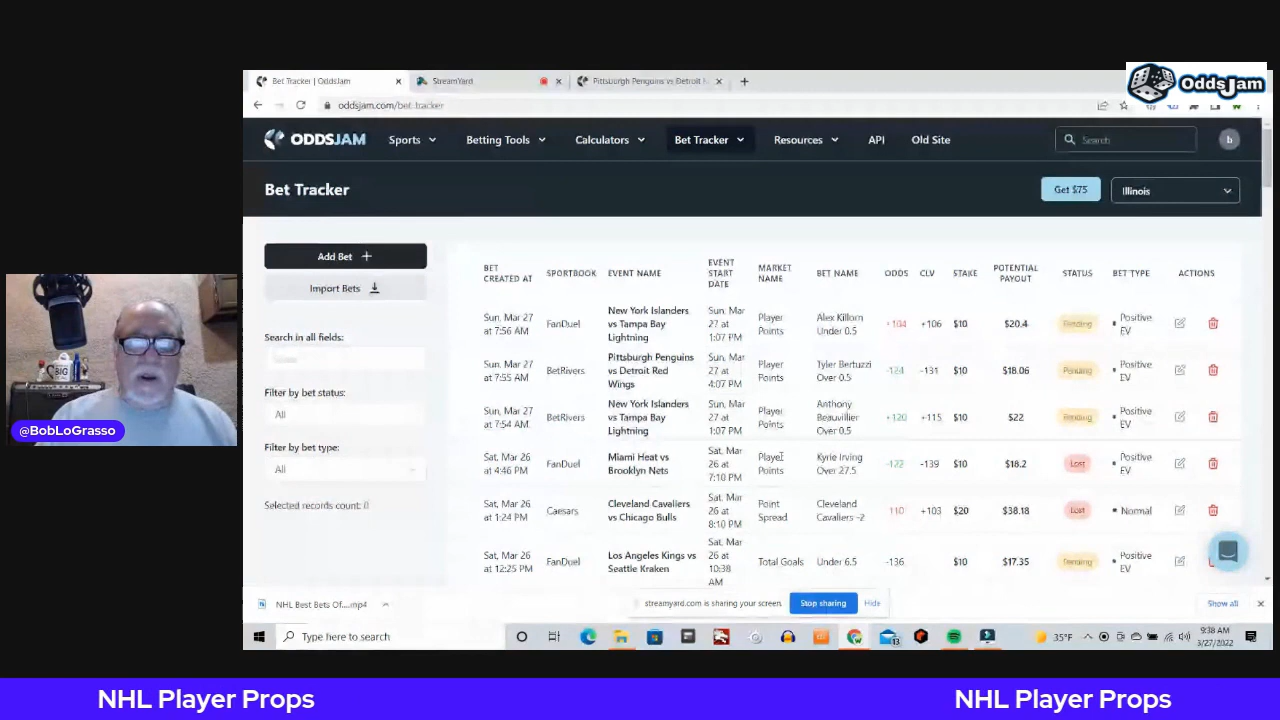 Bet Tracker | OddsJam
StreamYard
Pittsburgh Penguins vs Detroit
OddsJam
oddsjam.com/bet tracker
ODDSJAM
Sports
Betting Tools
Calculators
Bet Tracker
Resources
API
Old Site
Search
b
Bet Tracker
Get $75
Illinois
Add Bet +
Import Bets
Search in all fields:
Filter by bet status:
All
Filter by bet type:
All
Selected records count:
BET CREATED AT
SPORTBOOK
EVENT NAME
EVENT START DATE
MARKET NAME
BET NAME
ODDS
CLV
STAKE
POTENTIAL PAYOUT
STATUS
BET TYPE
ACTIONS
Sun, Mar 27 at 7:56 AM
FanDuel
New York Islanders vs Tampa Bay Lightning
Sun, Mar 27 at 1:07 PM
Player Points
Alex Killorn Under 0.5
+104
+106
$10
$20.4
Pending
Positive EV
Sun, Mar 27 at 7:55 AM
BetRivers
Pittsburgh Penguins vs Detroit Red Wings
Sun, Mar 27 at 4:07 PM
Player Points
Tyler Bertuzzi Over 0.5
-124
-131
$10
$18.06
Pending
Positive EV
Sun, Mar 27 at 7:54 AM
BetRivers
New York Islanders vs Tampa Bay Lightning
Sun, Mar 27 at 1:07 PM
Player Points
Anthony Beauvillier Over 0.5
+120
+115
$10
$22
Pending
Positive EV
Sat, Mar 26 at 4:46 PM
FanDuel
Miami Heat vs Brooklyn Nets
Sat, Mar 26 at 7:10 PM
Player Points
Kyrie Irving Over 27.5
-122
-139
$10
$18.2
Lost
Positive EV
Sat, Mar 26 at 1:24 PM
Caesars
Cleveland Cavaliers vs Chicago Bulls
Sat, Mar 26 at 8:10 PM
Point Spread
Cleveland Cavaliers -2
110
+103
$20
$38.18
Lost
Normal
Sat, Mar 26 at 12:25 PM
FanDuel
Los Angeles Kings vs Seattle Kraken
Sat, Mar 26 at 10:38 AM
Total Goals
Under 6.5
-136
$10
$17.35
Pending
Positive EV
BIG
@BobLoGrasso
NHL Best Bets Of....mp4
streamyard.com is sharing your screen.
Stop sharing
Hide
Show all
Type here to search
13
35°F
9:38 AM
3/27/2022
NHL Player Props
NHL Player Props